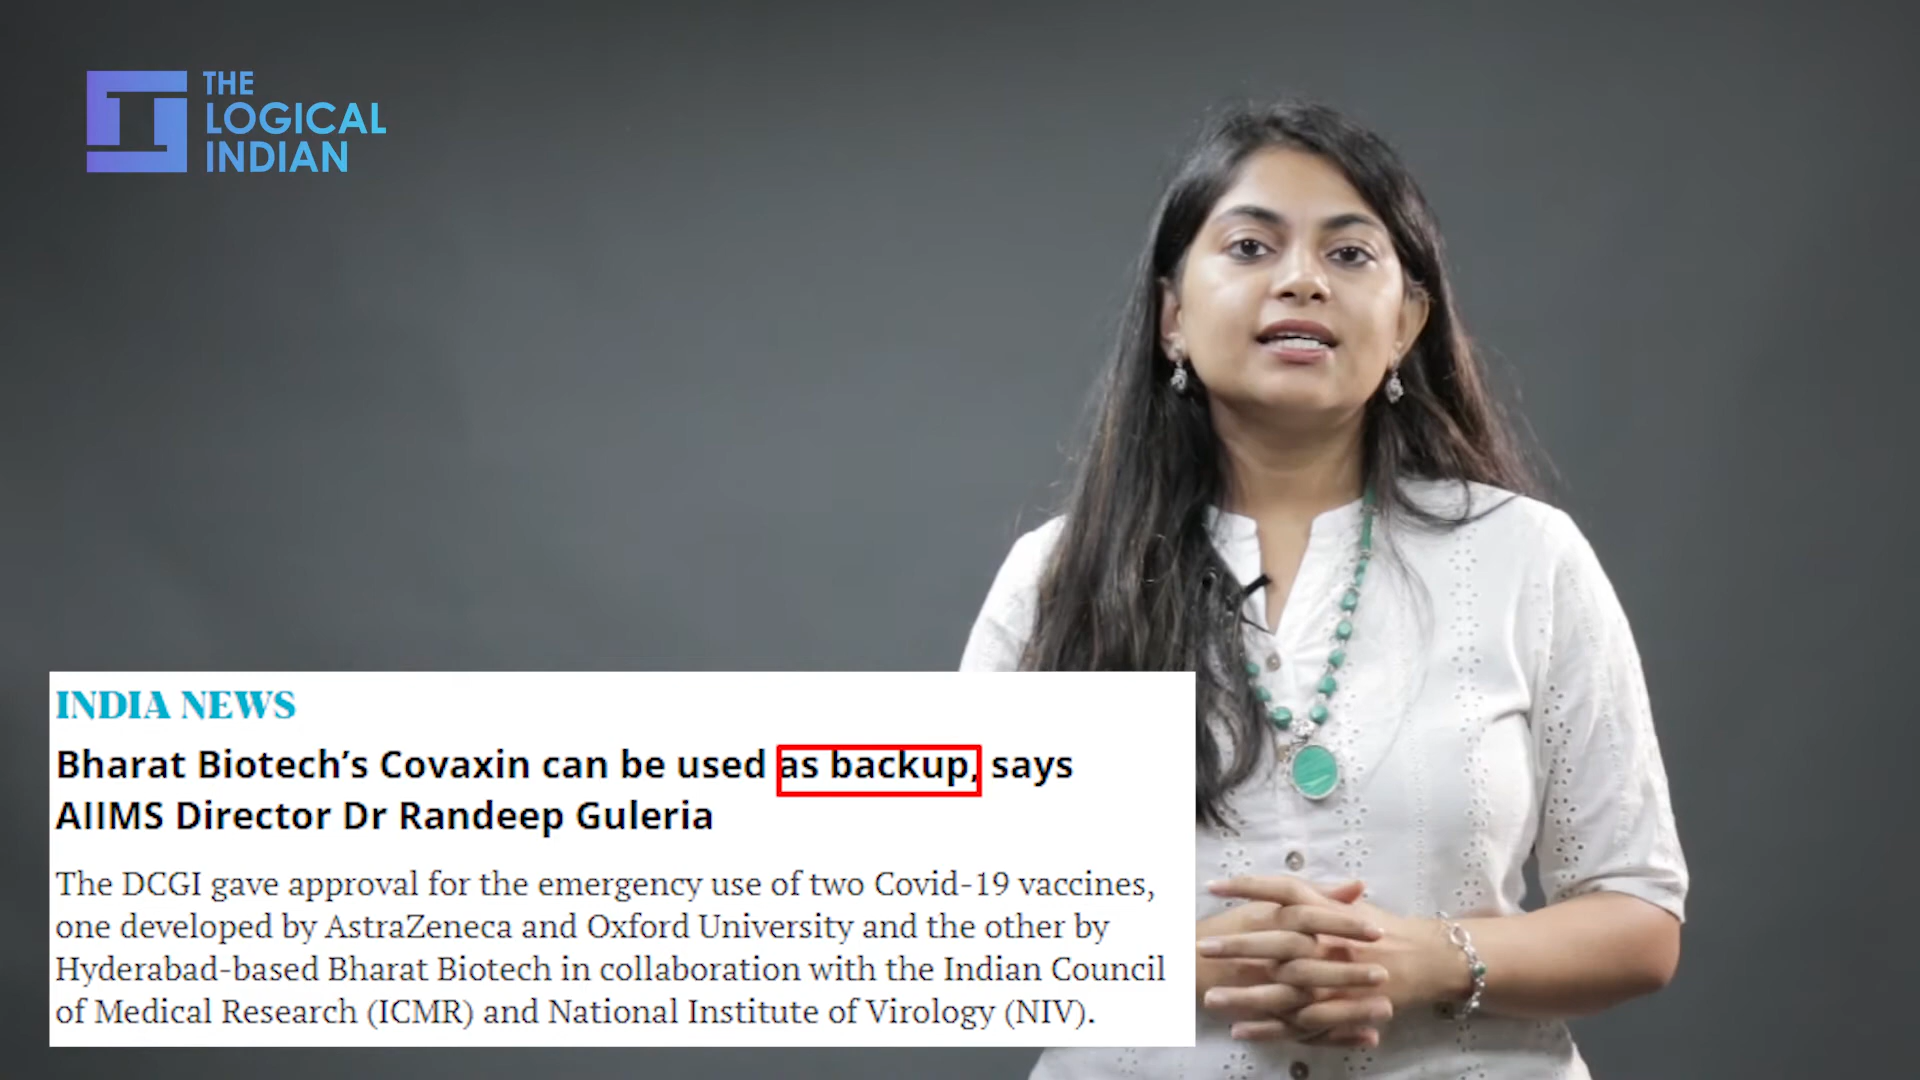 THE
LOGICAL
INDIAN
INDIA NEWS
Bharat Biotech’s Covaxin can be used as backup, says
AIIMS Director Dr Randeep Guleria
The DCGI gave approval for the emergency use of two Covid-19 vaccines,
one developed by AstraZeneca and Oxford University and the other by
Hyderabad-based Bharat Biotech in collaboration with the Indian Council
of Medical Research (ICMR) and National Institute of Virology (NIV).